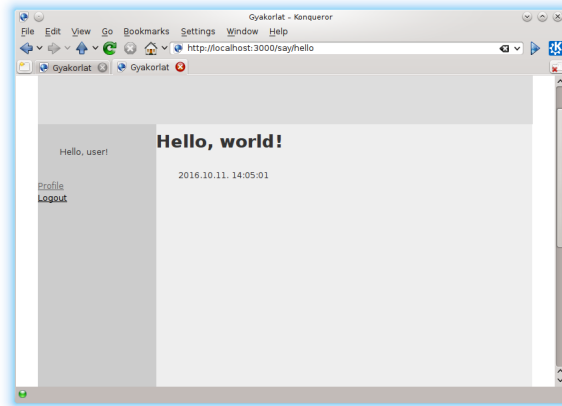 Gyakorlat – Konqueror
File Edit View Go Bookmarks Settings Window Help
http://localhost:3000/say/hello
Gyakorlat Gyakorlat
Hello, world!
Hello, user!
2016.10.11. 14:05:01
Profile
Logout